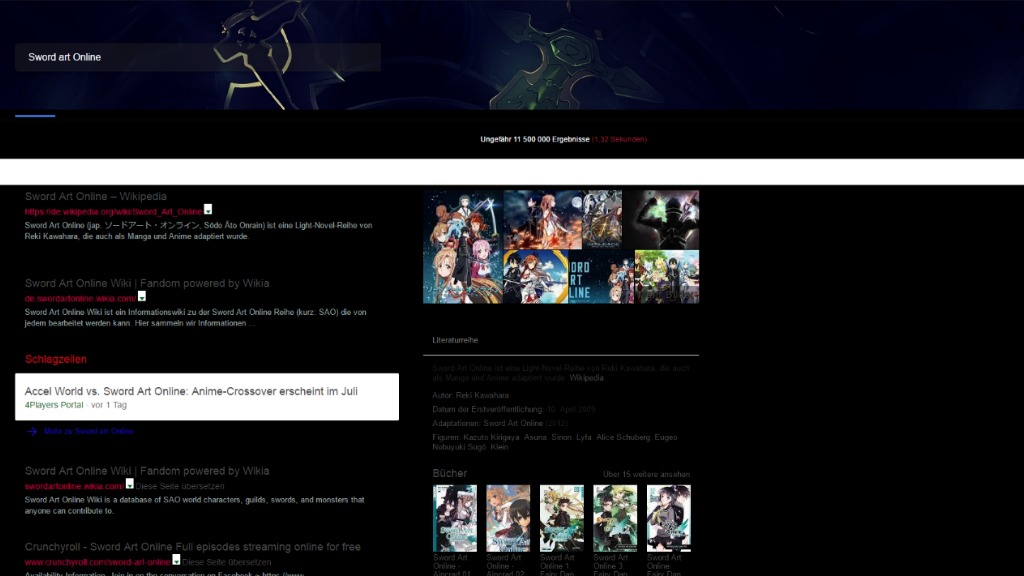 Sword art Online
Ungefähr 11 500 000 Ergebnisse (1,32 Sekunden)
Sword Art Online – Wikipedia
https://de.wikipedia.org/wiki/Sword_Art_Online
Sword Art Online (jap. ソードアート・オンライン, Sōdo Āto Onrain) ist eine Light-Novel-Reihe von
Reki Kawahara, die auch als Manga und Anime adaptiert wurde.
Sword Art Online Wiki | Fandom powered by Wikia
de.swordartonline.wikia.com/
Sword Art Online Wiki ist ein Informationswiki zu der Sword Art Online Reihe (kurz: SAO) die von
jedem bearbeitet werden kann. Hier sammeln wir Informationen ...
Schlagzeilen
Accel World vs. Sword Art Online: Anime-Crossover erscheint im Juli
4Players Portal - vor 1 Tag
Mehr zu Sword art Online
Sword Art Online Wiki | Fandom powered by Wikia
swordartonline.wikia.com/ Diese Seite übersetzen
Sword Art Online Wiki is a database of SAO world characters, guilds, swords, and monsters that
anyone can contribute to.
Crunchyroll - Sword Art Online Full episodes streaming online for free
www.crunchyroll.com/sword-art-online Diese Seite übersetzen
Literaturreihe
Sword Art Online ist eine Light-Novel-Reihe von Reki Kawahara, die auch
als Manga und Anime adaptiert wurde. Wikipedia
Autor: Reki Kawahara
Datum der Erstveröffentlichung: 10. April 2009
Adaptionen: Sword Art Online (2012)
Figuren: Kazuto Kirigaya, Asuna, Sinon, Lyfa, Alice Schuberg, Eugeo,
Nobuyuki Sugō, Klein
Bücher
Über 15 weitere ansehen
Sword Art Online - Aincrad 01
Sword Art Online - Aincrad 02
Sword Art Online 1: Fairy Dan
Sword Art Online 3: Fairy Dan
Sword Art Online: Fairy Dan